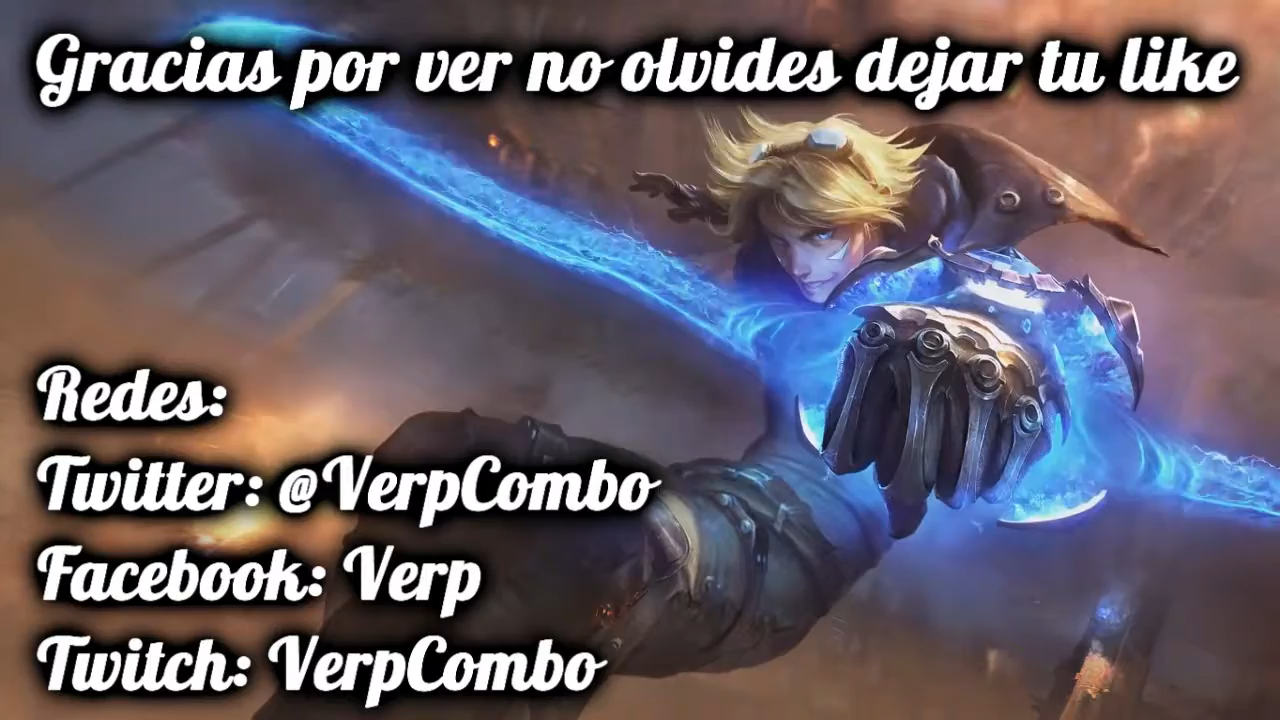 Gracias por ver no olvides dejar tu like
Redes:
Twitter: @VerpCombo
Facebook: Verp
Twitch: VerpCombo